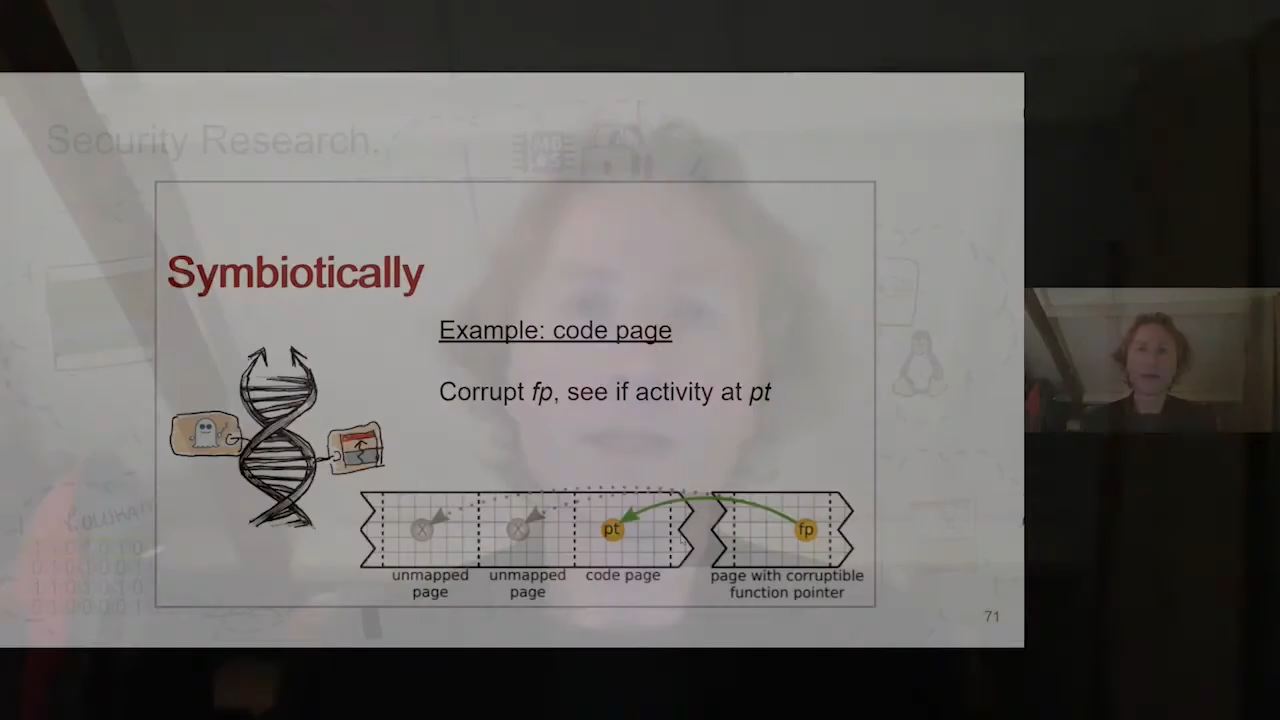 Security Research.
Symbiotically
Example: code page
Corrupt fp, see if activity at pt
X
X
pt
fp
unmapped
page
unmapped
page
code page
page with corruptible
function pointer
71